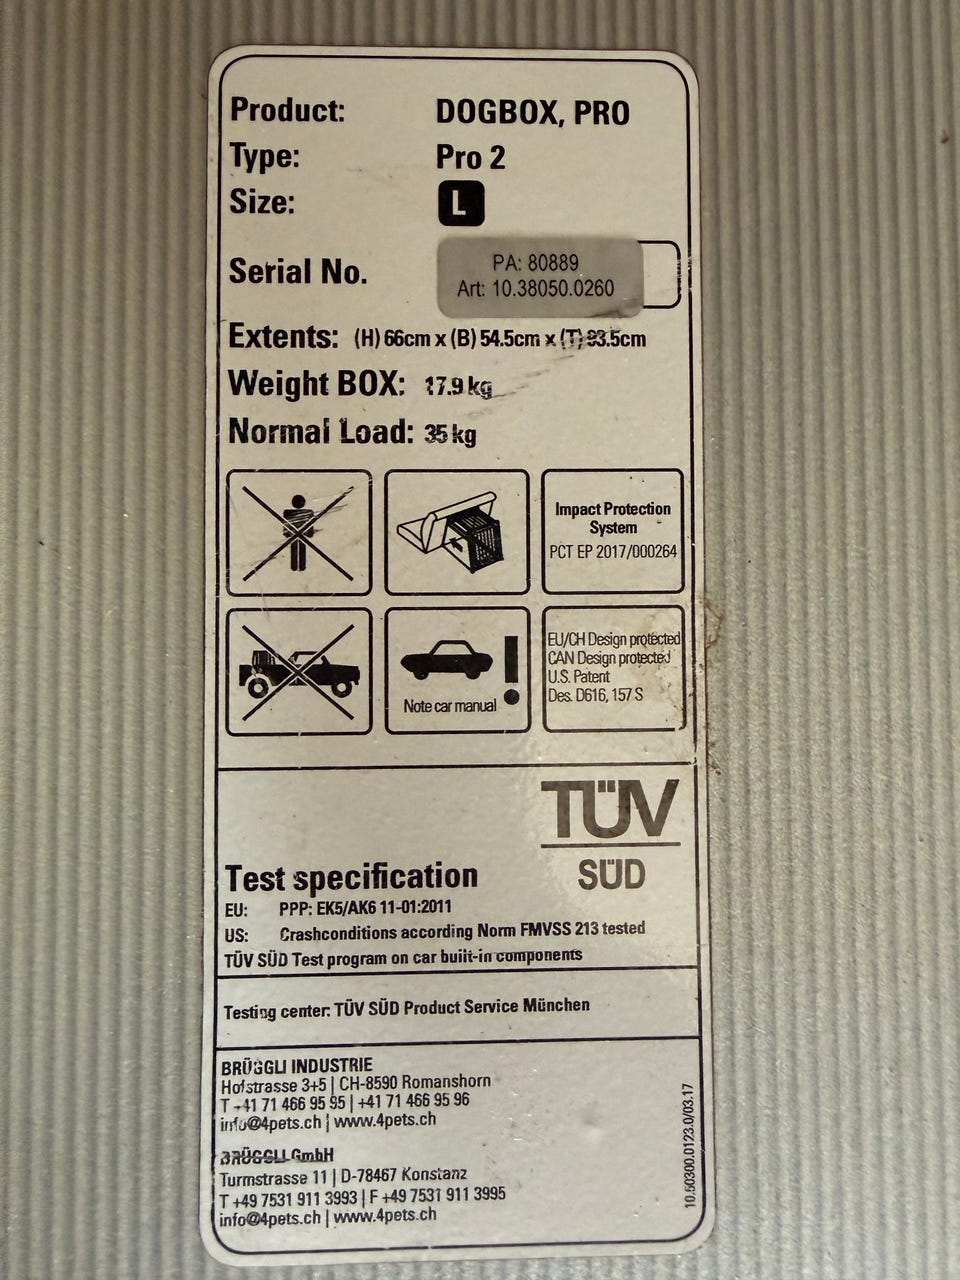 Product: DOGBOX, PRO
Type: Pro 2
Size: L
Serial No. PA: 80889
Art: 10.38050.0260
Extents: (H) 66cm x (B) 54.5cm x (T) 93.5cm
Weight BOX: 17.9 kg
Normal Load: 35 kg
Impact Protection
System
PCT EP 2017/000264
Note car manual !
EU/CH Design protected
CAN Design protected
U.S. Patent
Des. D616, 157 S
TÜV
SÜD
Test specification
EU: PPP: EK5/AK6 11-01:2011
US: Crashconditions according Norm FMVSS 213 tested
TÜV SÜD Test program on car built-in components
Testing center: TÜV SÜD Product Service München
BRÜGGLI INDUSTRIE
Hofstrasse 3+5 | CH-8590 Romanshorn
T +41 71 466 95 95 | +41 71 466 95 96
info@4pets.ch | www.4pets.ch
BRÜGGLI GmbH
Turmstrasse 11 | D-78467 Konstanz
T +49 7531 911 3993 | F +49 7531 911 3995
info@4pets.ch | www.4pets.ch
10.50300.0123.0/03.17